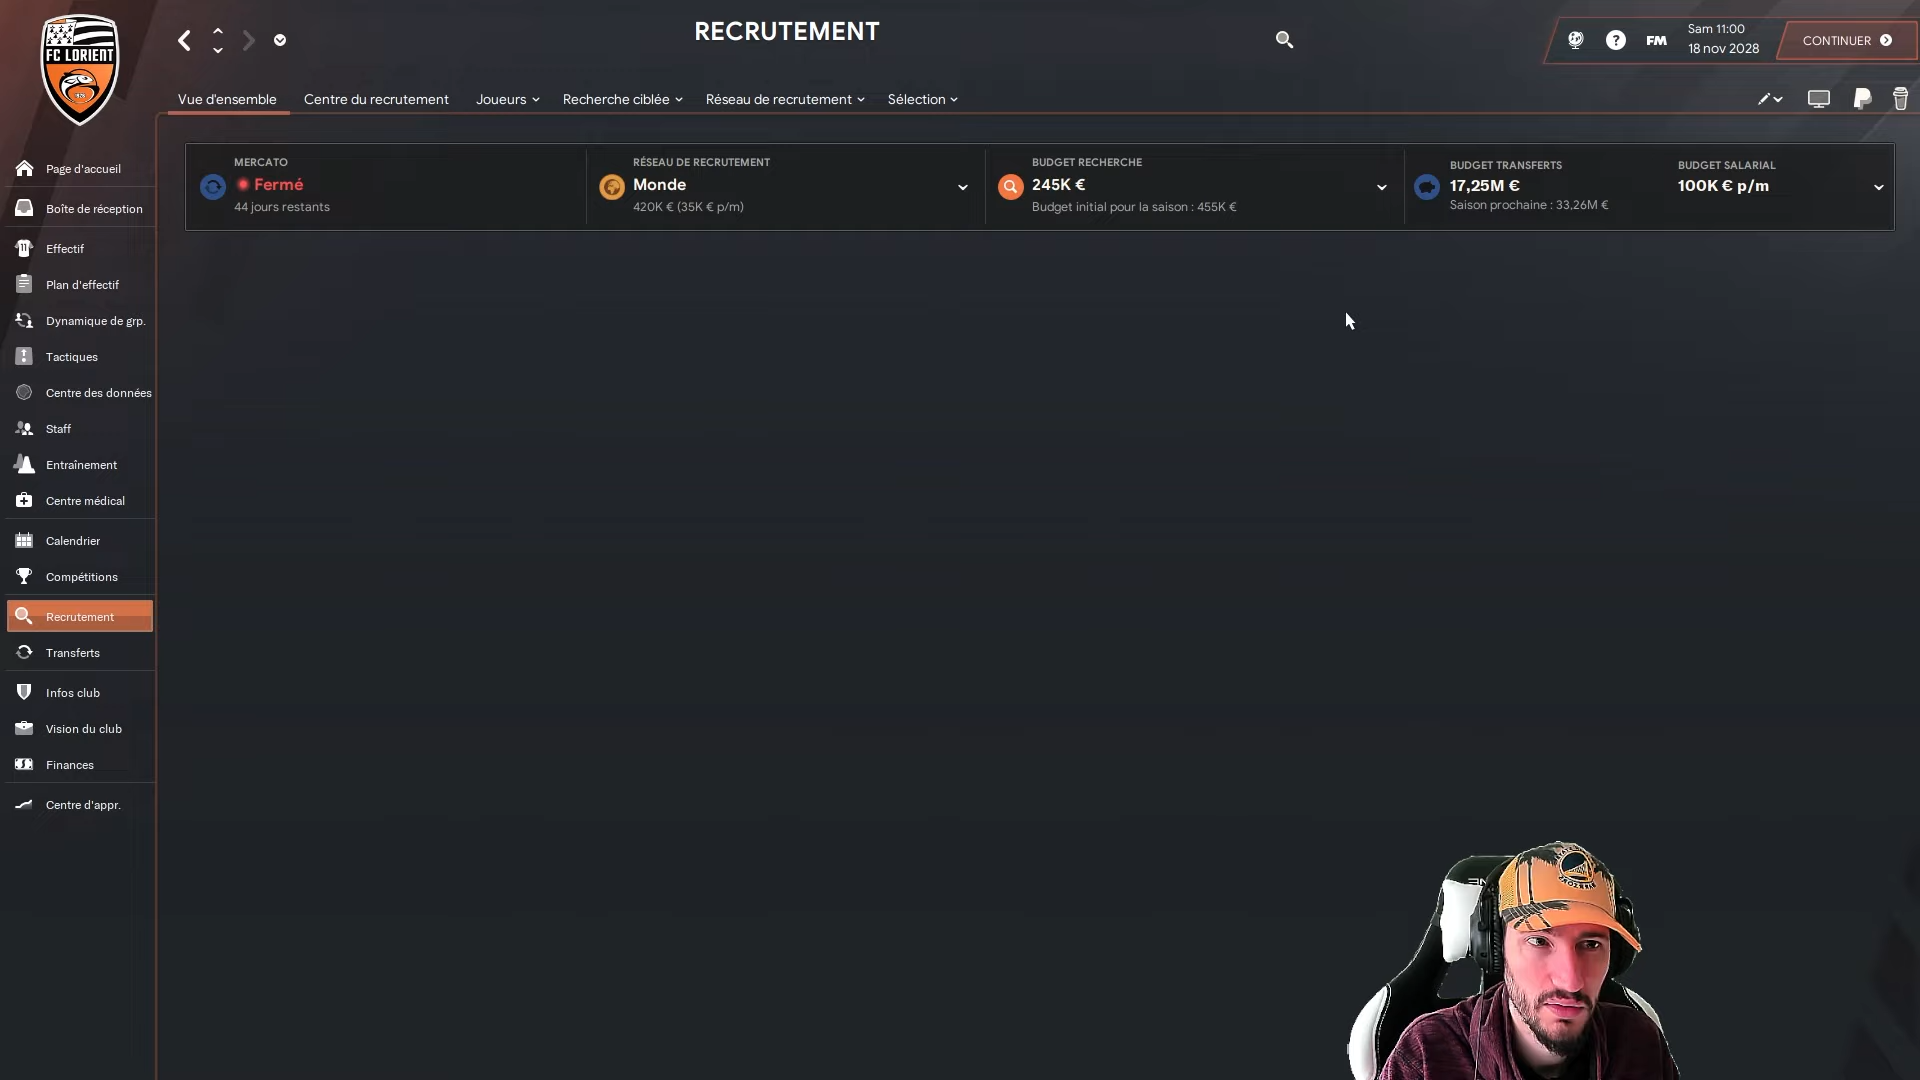 FC LORIENT
RECRUTEMENT
FM
Sam 11:00
18 nov 2028
CONTINUER
Vue d'ensemble
Centre du recrutement
Joueurs
Recherche ciblée
Réseau de recrutement
Sélection
MERCATO
Fermé
44 jours restants
RÉSEAU DE RECRUTEMENT
Monde
420K € (35K € p/m)
BUDGET RECHERCHE
245K €
Budget initial pour la saison : 455K €
BUDGET TRANSFERTS
17,25M €
Saison prochaine : 33,26M €
BUDGET SALARIAL
100K € p/m
Page d'accueil
Boîte de réception
Effectif
Plan d'effectif
Dynamique de grp.
Tactiques
Centre des données
Staff
Entraînement
Centre médical
Calendrier
Compétitions
Recrutement
Transferts
Infos club
Vision du club
Finances
Centre d'appr.